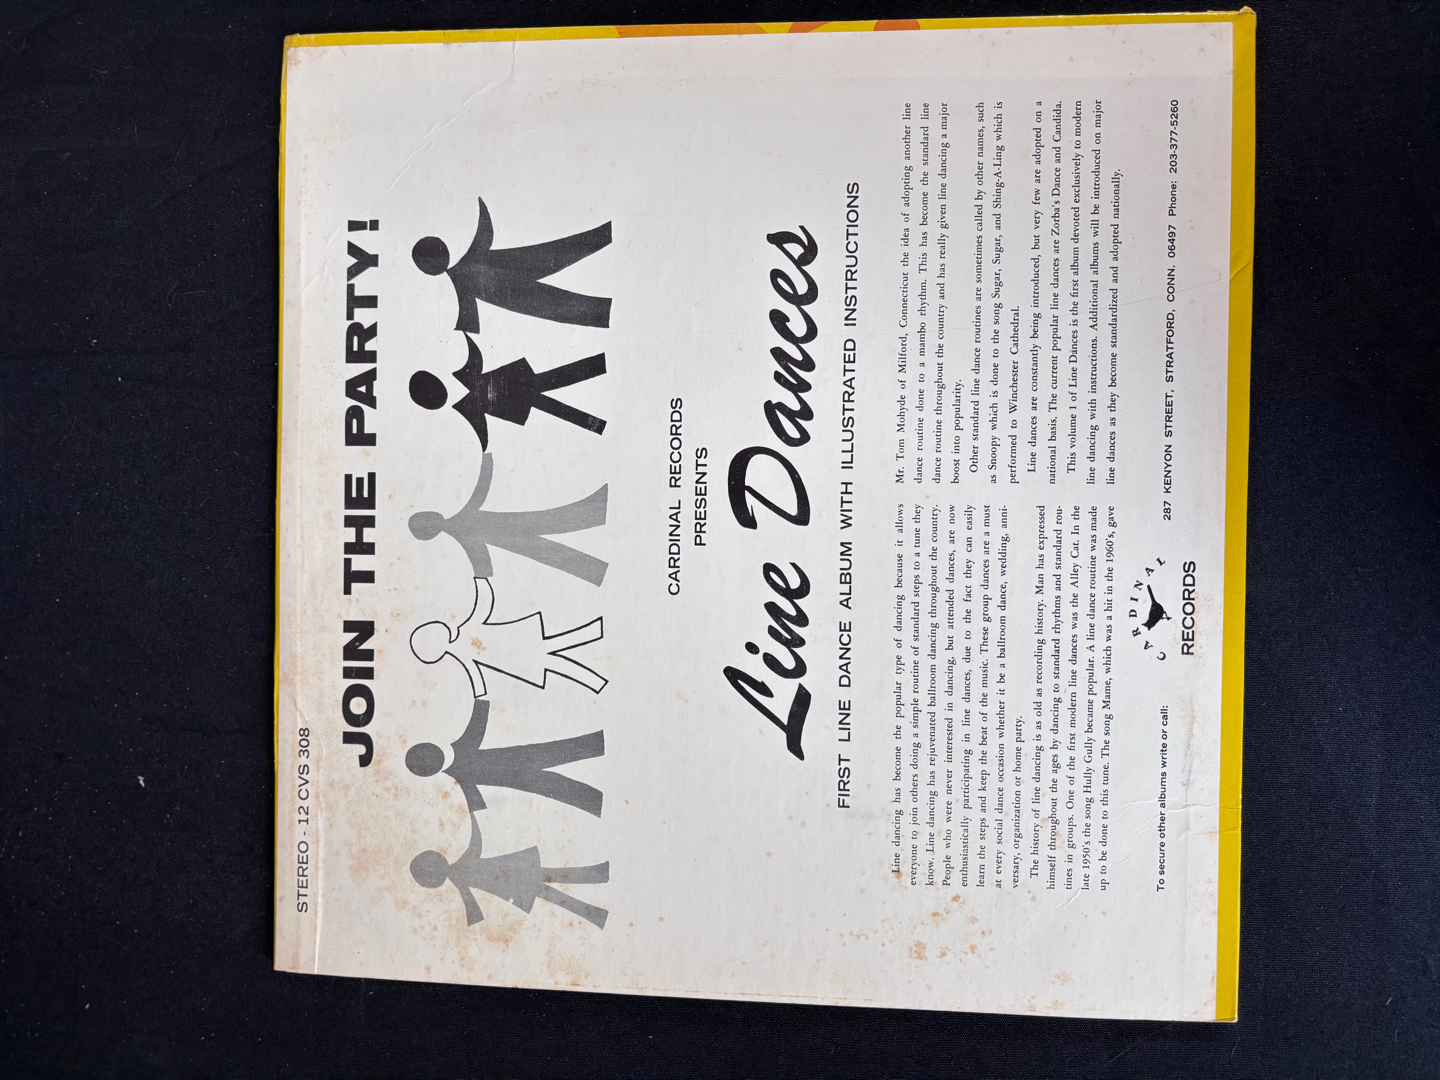 STEREO - 12 CVS 308
JOIN THE PARTY!
CARDINAL RECORDS
PRESENTS
Line Dances
FIRST LINE DANCE ALBUM WITH ILLUSTRATED INSTRUCTIONS
Line dancing has become the popular type of dancing because it allows
everyone to join others doing a simple routine of standard steps to a tune they
know. Line dancing has rejuvenated ballroom dancing throughout the country.
People who were never interested in dancing, but attended dances, are now
enthusiastically participating in line dances, due to the fact they can easily
learn the steps and keep the beat of the music. These group dances are a must
at every social dance occasion whether it be a ballroom dance, wedding, anni-
versary, organization or home party.
The history of line dancing is as old as recording history. Man has expressed
himself throughout the ages by dancing to standard rhythms and standard rou-
tines in groups. One of the first modern line dances was the Alley Cat. In the
late 1950's the song Hully Gully became popular. A line dance routine was made
up to be done to this tune. The song Mame, which was a hit in the 1960's, gave
Mr. Tom Mohyde of Milford, Connecticut the idea of adopting another line
dance routine done to a mambo rhythm. This has become the standard line
dance routine throughout the country and has really given line dancing a major
boost into popularity.
Other standard line dance routines are sometimes called by other names, such
as Snoopy which is done to the song Sugar, Sugar, and Shing-A-Ling which is
performed to Winchester Cathedral.
Line dances are constantly being introduced, but very few are adopted on a
national basis. The current popular line dances are Zorba's Dance and Candida.
This volume 1 of Line Dances is the first album devoted exclusively to modern
line dancing with instructions. Additional albums will be introduced on major
line dances as they become standardized and adopted nationally.
To secure other albums write or call:
CARDINAL
RECORDS
287 KENYON STREET, STRATFORD, CONN. 06497 Phone: 203-377-5260